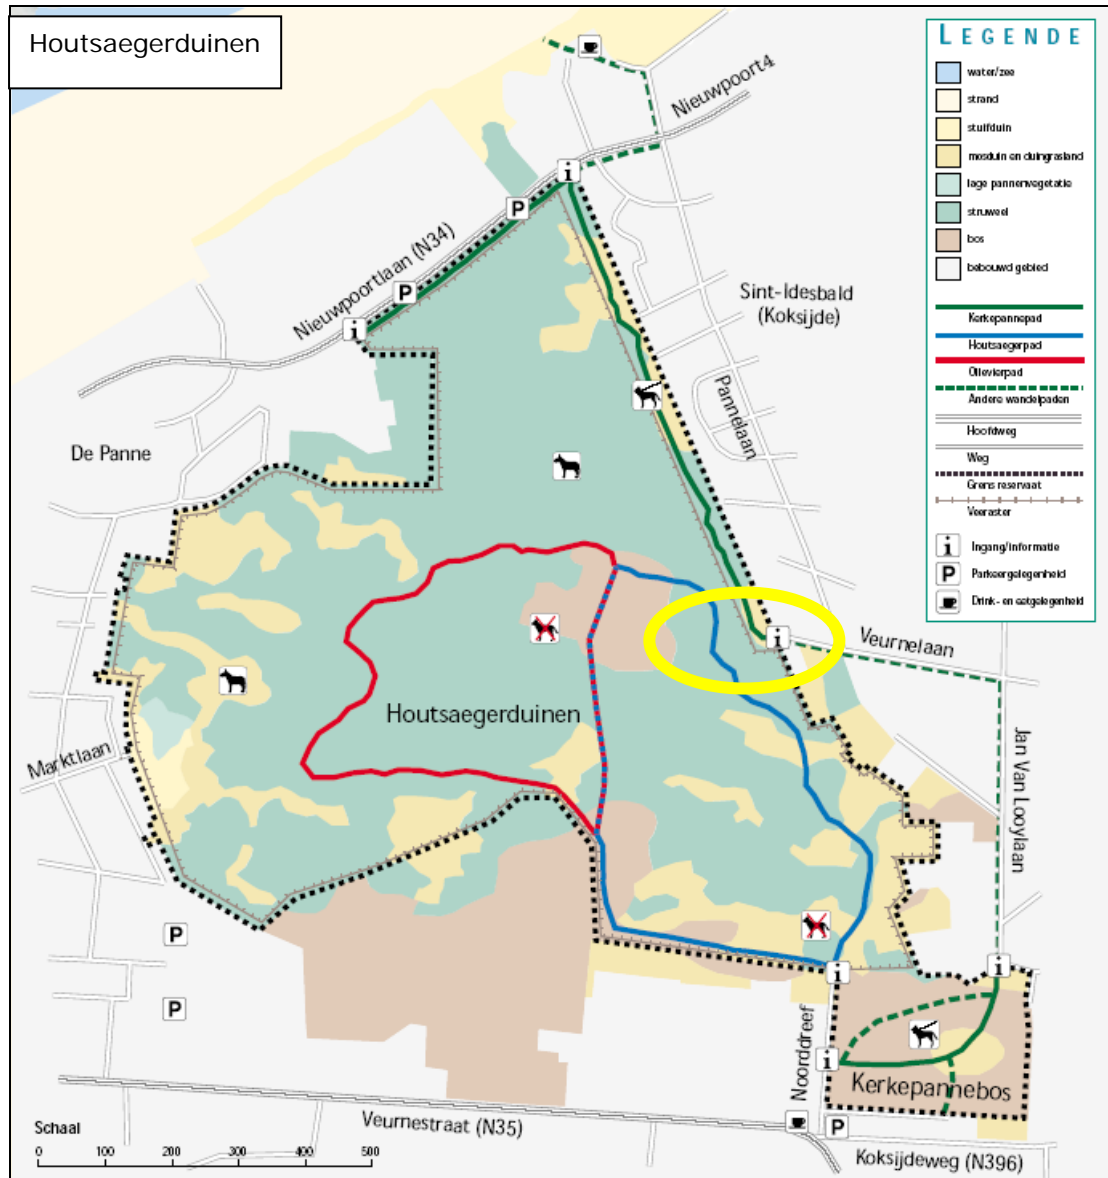 Houtsaegerduinen
LEGENDE
water/zee
strand
stuifduin
mosduin en duingrasland
lage pannenvegetatie
struweel
bos
bebouwd gebied
Kerkepannepad
Houtsaegerpad
Ollevierpad
Andere wandelpaden
Hoofdweg
Weg
Grens reservaat
Veeraster
i Ingang/informatie
P Parkeergelegenheid
Drink- en eetgelegenheid
Nieuwpoort4
i
P
Nieuwpoortlaan (N34)
P
i
Sint-Idesbald
(Koksijde)
Pannelaan
De Panne
i
Veurnelaan
Houtsaegerduinen
Marktlaan
Jan Van Looylaan
P
i
i
P
Noorddreef
i
Kerkepannebos
Veurnestraat (N35)
P
Koksijdeweg (N396)
Schaal
0 100 200 300 400 500